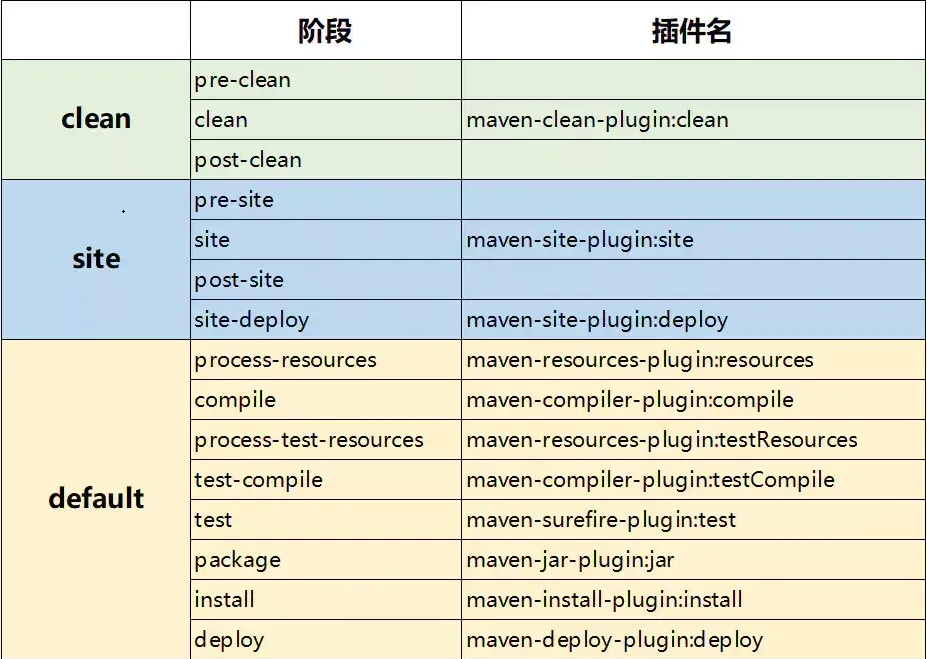 阶段 插件名
clean
pre-clean
clean maven-clean-plugin:clean
post-clean
site
pre-site
site maven-site-plugin:site
post-site
site-deploy maven-site-plugin:deploy
default
process-resources maven-resources-plugin:resources
compile maven-compiler-plugin:compile
process-test-resources maven-resources-plugin:testResources
test-compile maven-compiler-plugin:testCompile
test maven-surefire-plugin:test
package maven-jar-plugin:jar
install maven-install-plugin:install
deploy maven-deploy-plugin:deploy